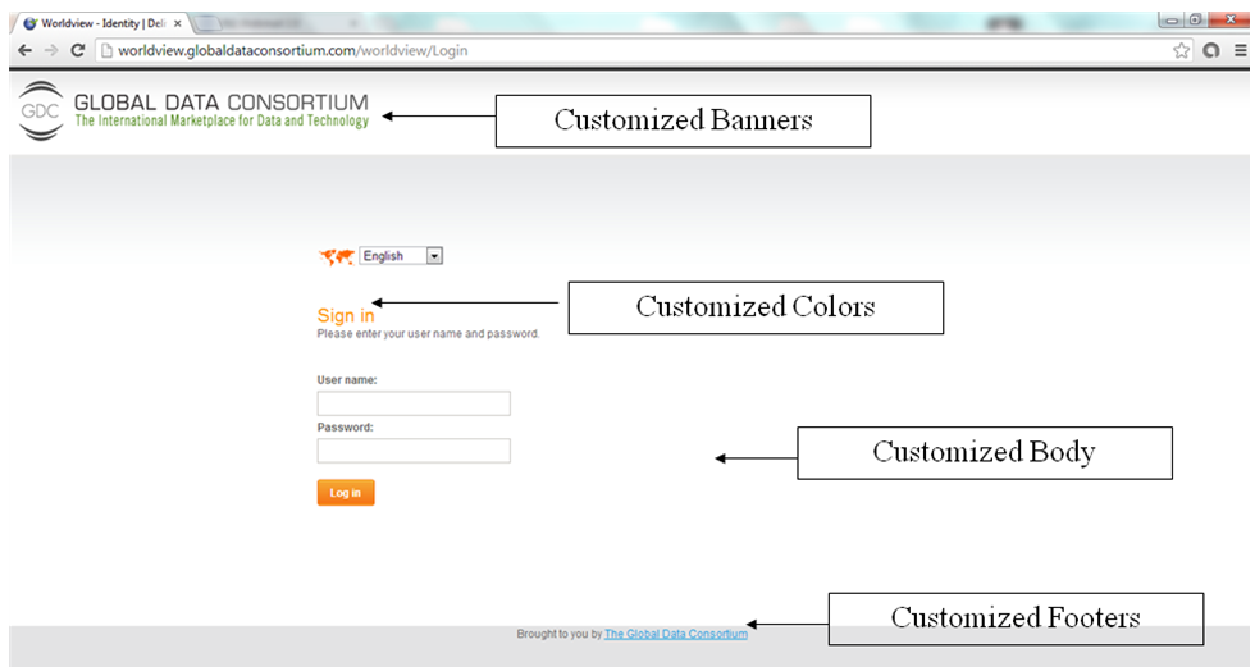 Worldview - Identity | Deli
worldview.globaldataconsortium.com/worldview/Login
GDC
GLOBAL DATA CONSORTIUM
The International Marketplace for Data and Technology
Customized Banners
English
Customized Colors
Sign in
Please enter your user name and password.
User name:
Password:
Customized Body
Log in
Customized Footers
Brought to you by The Global Data Consortium